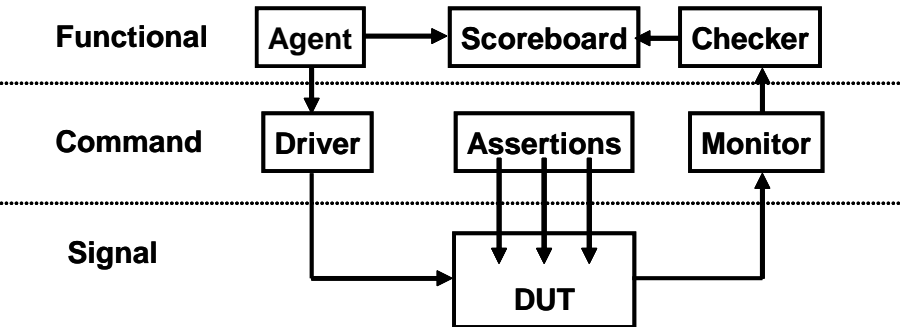 Functional
Agent
Scoreboard
Checker
Command
Driver
Assertions
Monitor
Signal
DUT